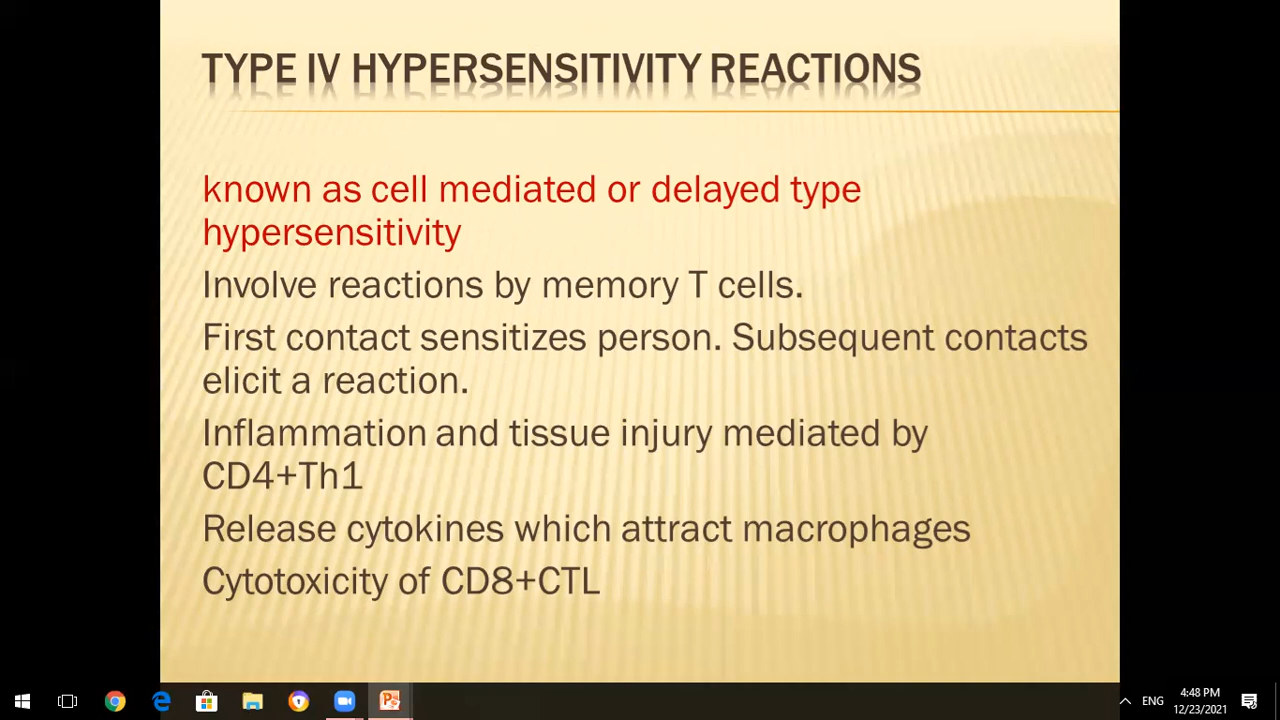 TYPE IV HYPERSENSITIVITY REACTIONS
known as cell mediated or delayed type
hypersensitivity
Involve reactions by memory T cells.
First contact sensitizes person. Subsequent contacts
elicit a reaction.
Inflammation and tissue injury mediated by
CD4+Th1
Release cytokines which attract macrophages
Cytotoxicity of CD8+CTL
ENG
4:48 PM
12/23/2021